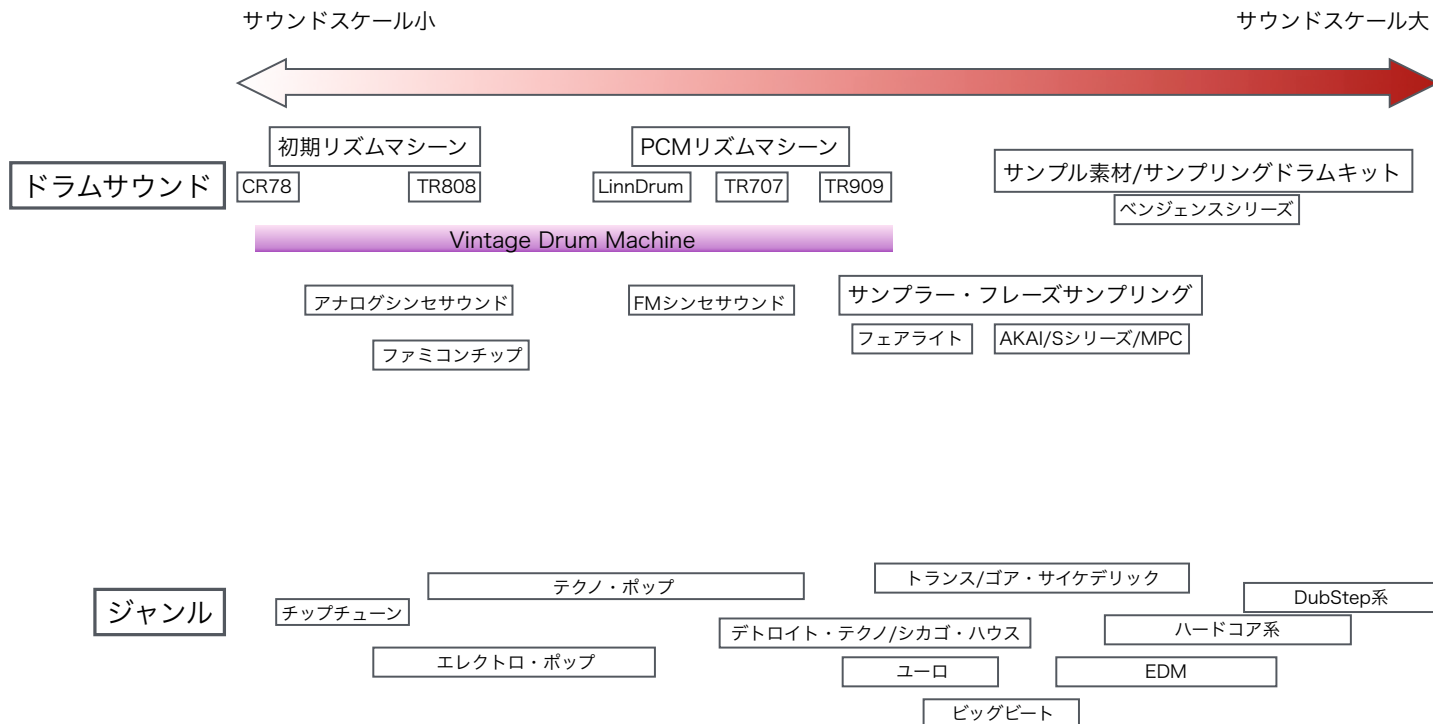 サウンドスケール小
サウンドスケール大
初期リズムマシーン
PCMリズムマシーン
サンプル素材/サンプリングドラムキット
ドラムサウンド
CR78
TR808
LinnDrum
TR707
TR909
ベンジェンスシリーズ
Vintage Drum Machine
アナログシンセサウンド
FMシンセサウンド
サンプラー・フレーズサンプリング
ファミコンチップ
フェアライト
AKAI/Sシリーズ/MPC
ジャンル
テクノ・ポップ
トランス/ゴア・サイケデリック
DubStep系
チップチューン
デトロイト・テクノ/シカゴ・ハウス
ハードコア系
エレクトロ・ポップ
ユーロ
EDM
ビッグビート